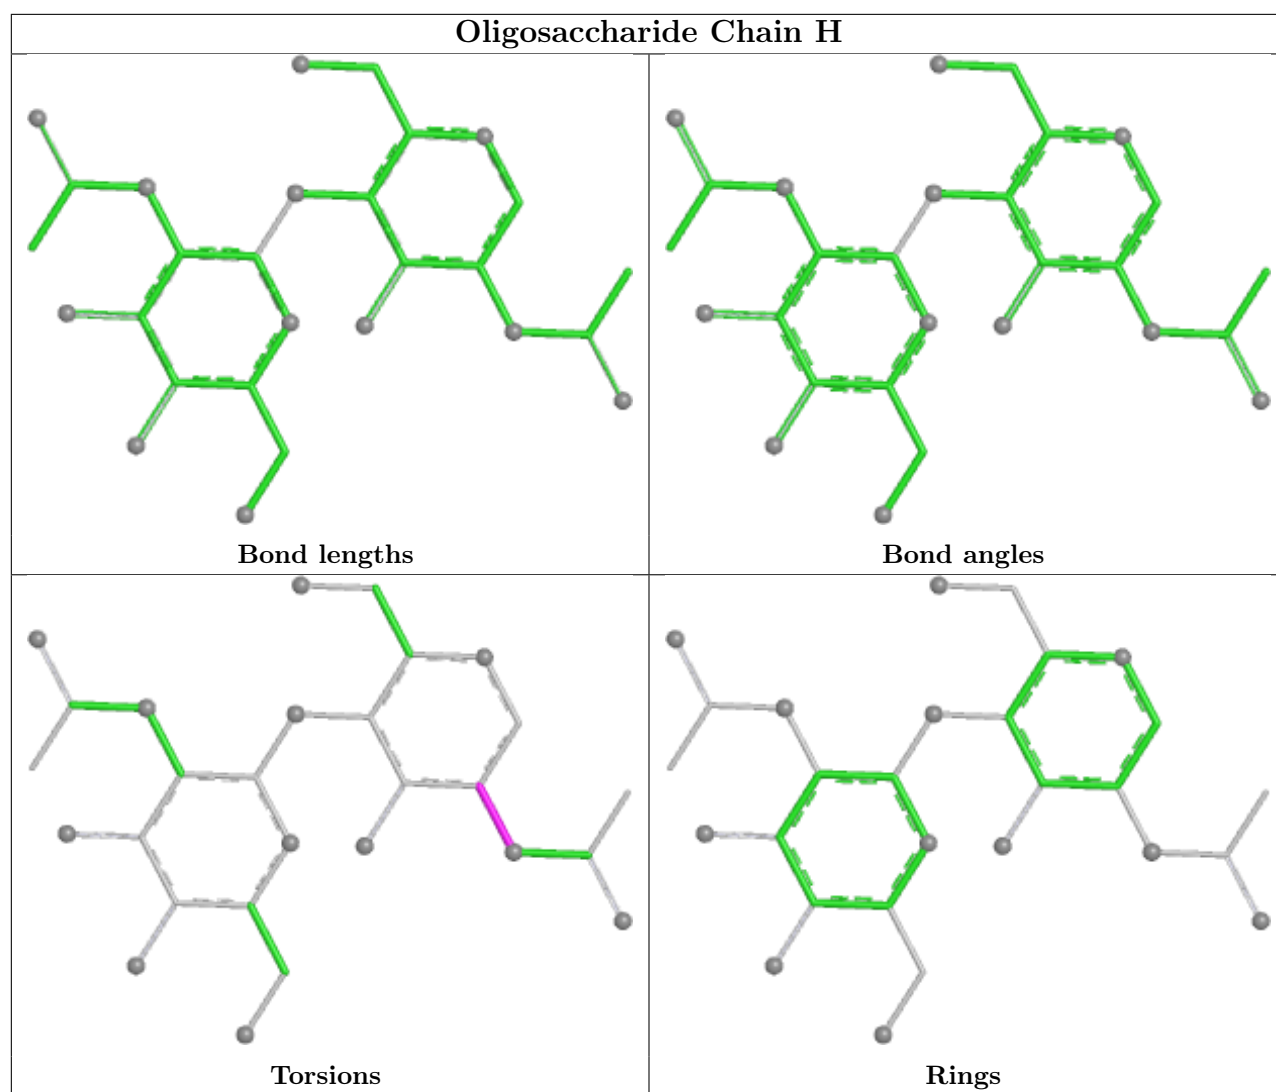 Oligosaccharide Chain H
Bond lengths
Bond angles
Torsions
Rings